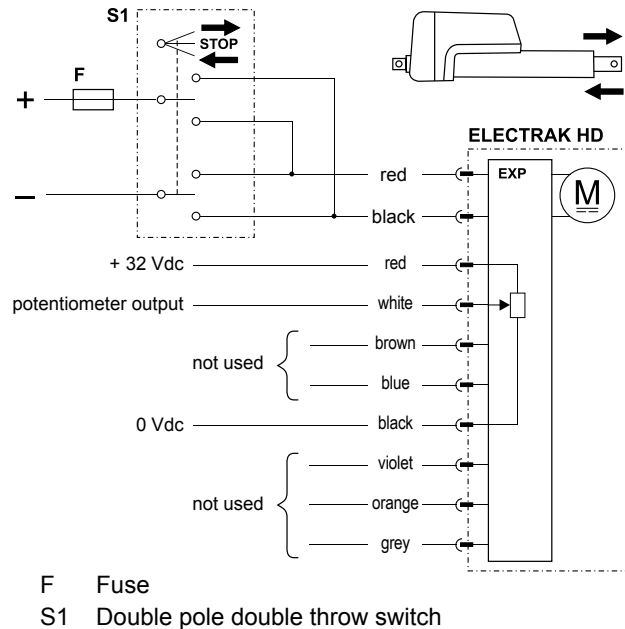 S1
STOP
F
+
–
ELECTRAK HD
EXP
M
red
black
+ 32 Vdc red
potentiometer output white
brown
not used
blue
0 Vdc black
violet
not used orange
grey
F Fuse
S1 Double pole double throw switch